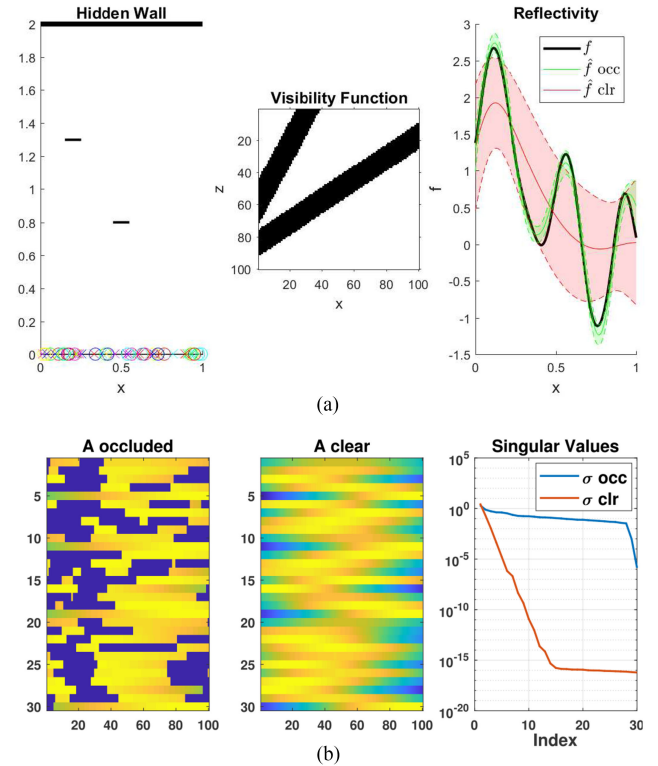 Hidden Wall
2
1.8
1.6
1.4
1.2
1
0.8
0.6
0.4
0.2
0
0 0.5 1
x
Visibility Function
z
20
40
60
80
100
20 40 60 80 100
x
Reflectivity
f
f̂ occ
f̂ clr
f
4
3.5
3
2.5
2
1.5
1
0.5
0
-0.5
-1
-1.5
0 0.5 1
x
(a)
A occluded
5
10
15
20
25
30
20 40 60 80 100
A clear
5
10
15
20
25
30
20 40 60 80 100
Singular Values
σ occ
σ clr
10⁵
10⁰
10⁻⁵
10⁻¹⁰
10⁻¹⁵
10⁻²⁰
0 10 20 30
Index
(b)